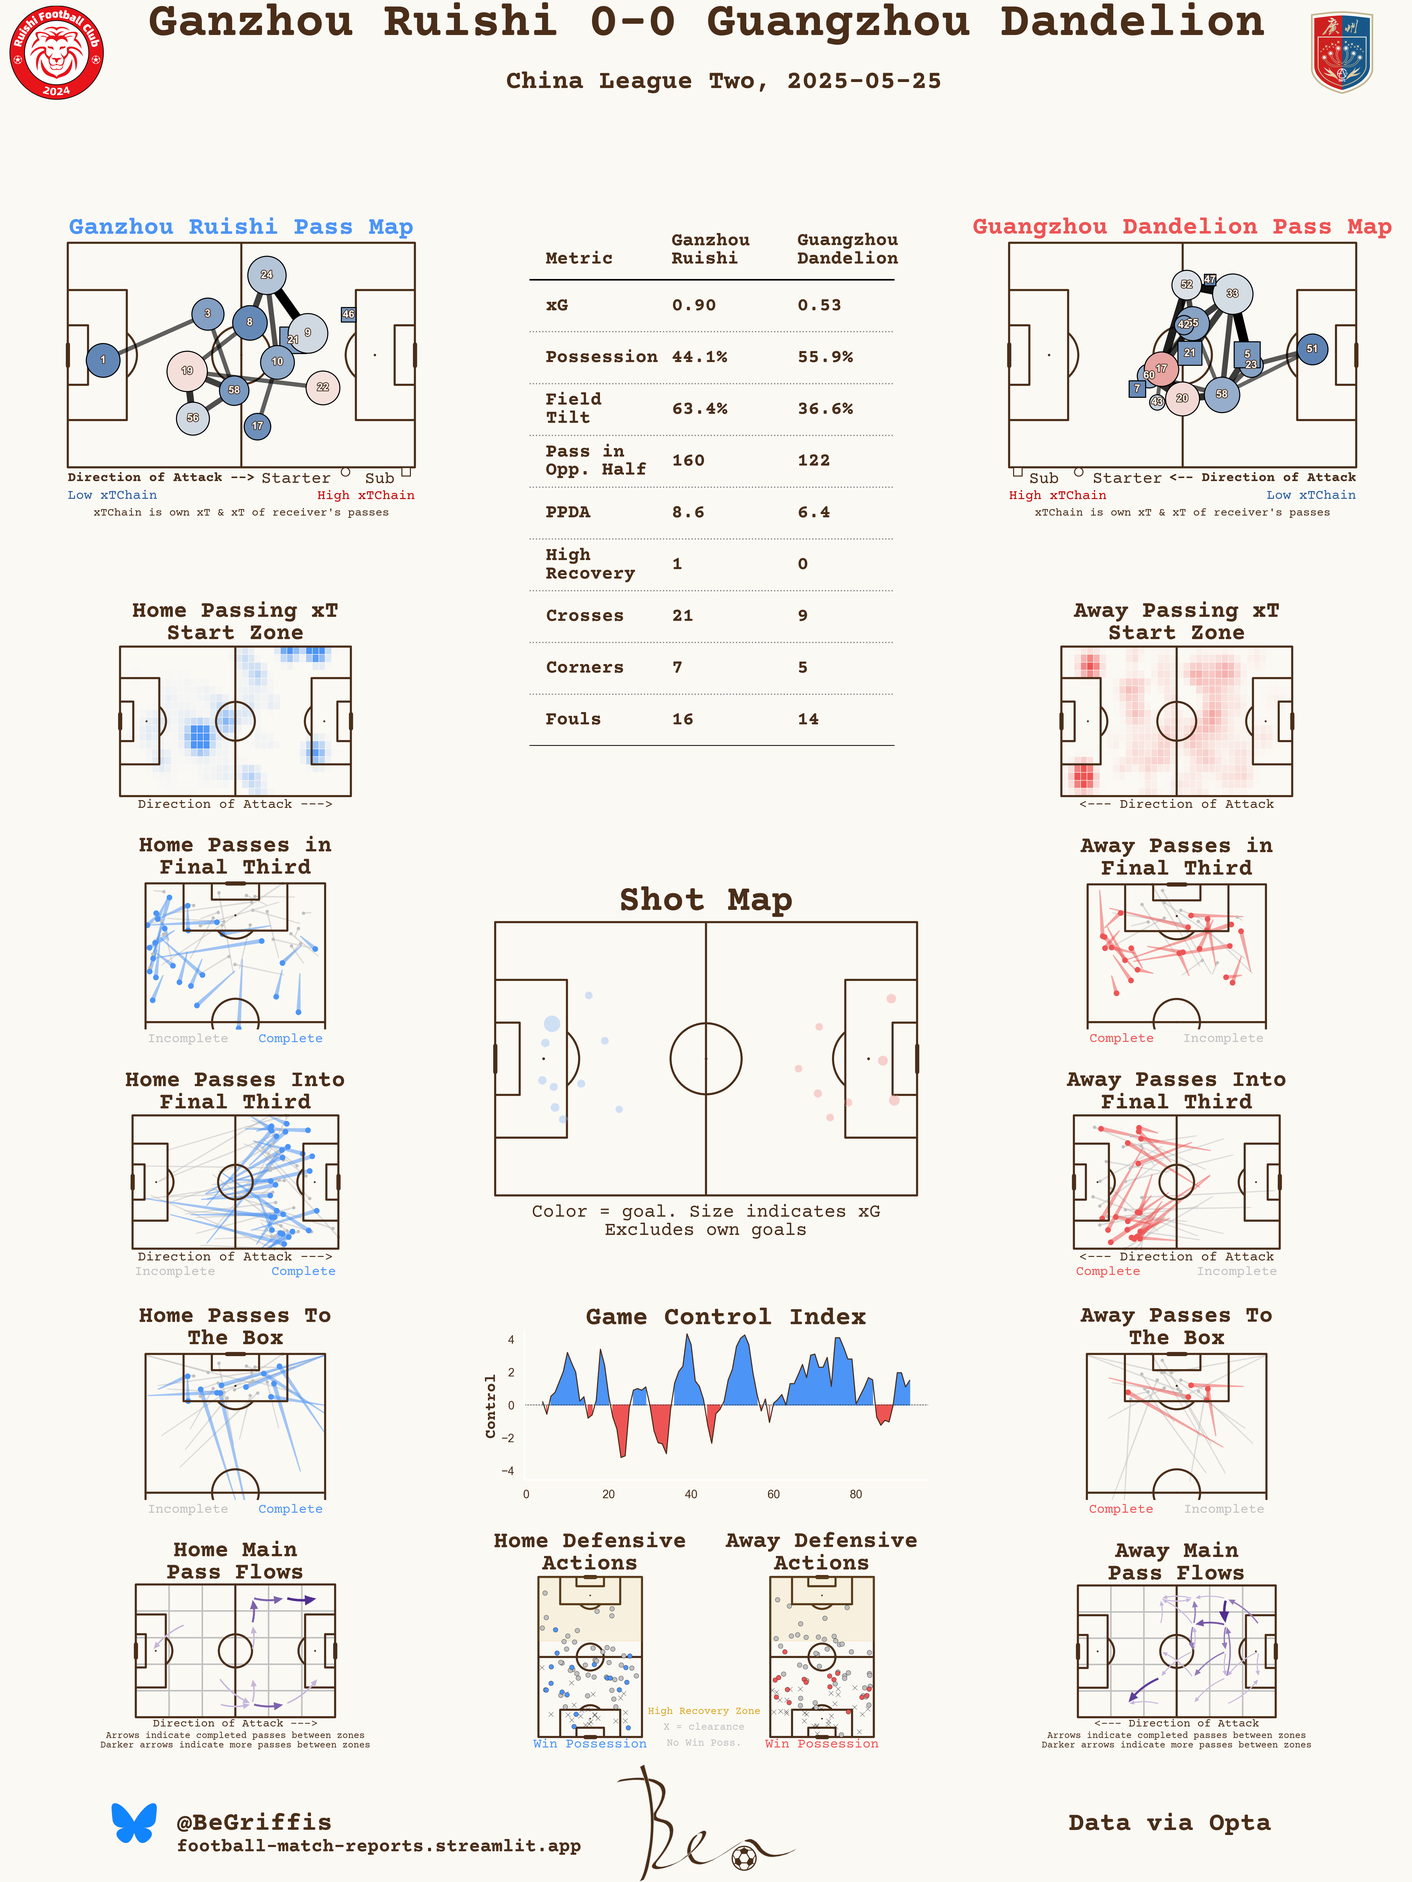 Ganzhou Ruishi 0-0 Guangzhou Dandelion
China League Two, 2025-05-25
Ruishi Football Club
2024
廣州
Ganzhou Ruishi Pass Map
24
3
8
9
46
21
1
10
19
22
58
56
17
Direction of Attack --> Starter Sub
Low xTChain High xTChain
xTChain is own xT & xT of receiver's passes
Metric Ganzhou Ruishi Guangzhou Dandelion
xG 0.90 0.53
Possession 44.1% 55.9%
Field Tilt 63.4% 36.6%
Pass in Opp. Half 160 122
PPDA 8.6 6.4
High Recovery 1 0
Crosses 21 9
Corners 7 5
Fouls 16 14
Guangzhou Dandelion Pass Map
52
47
33
42
21
5
51
23
17
60
7
43
20
58
Sub Starter <-- Direction of Attack
High xTChain Low xTChain
xTChain is own xT & xT of receiver's passes
Home Passing xT
Start Zone
Direction of Attack --->
Away Passing xT
Start Zone
<--- Direction of Attack
Home Passes in
Final Third
Incomplete Complete
Away Passes in
Final Third
Complete Incomplete
Shot Map
Color = goal. Size indicates xG
Excludes own goals
Home Passes Into
Final Third
Direction of Attack --->
Incomplete Complete
Away Passes Into
Final Third
<--- Direction of Attack
Complete Incomplete
Home Passes To
The Box
Incomplete Complete
Game Control Index
Control
4
2
0
−2
−4
0 20 40 60 80
Away Passes To
The Box
Complete Incomplete
Home Main
Pass Flows
Direction of Attack --->
Arrows indicate completed passes between zones
Darker arrows indicate more passes between zones
Home Defensive
Actions
Win Possession
Away Defensive
Actions
Win Possession
High Recovery Zone
X = clearance
No Win Poss.
Away Main
Pass Flows
<--- Direction of Attack
Arrows indicate completed passes between zones
Darker arrows indicate more passes between zones
@BeGriffis
football-match-reports.streamlit.app
Ben
Data via Opta